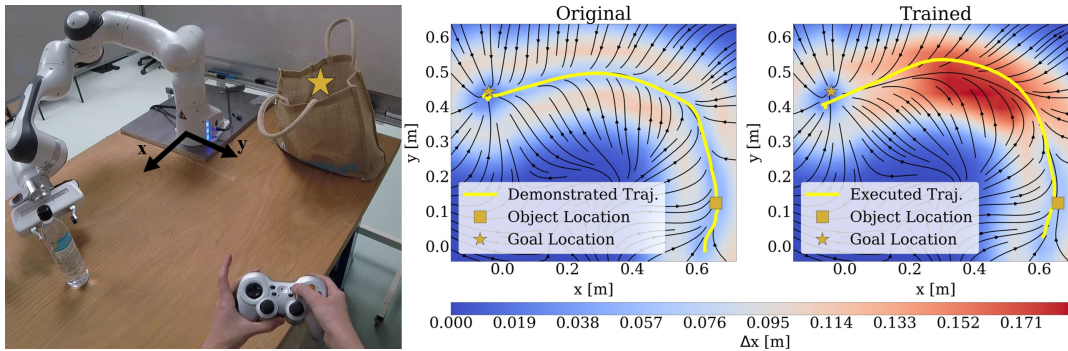 x
y
Original
Trained
0.6
0.5
0.4
0.3
0.2
0.1
0.0
y [m]
Demonstrated Traj.
Object Location
Goal Location
0.0 0.2 0.4 0.6
x [m]
0.6
0.5
0.4
0.3
0.2
0.1
0.0
y [m]
Executed Traj.
Object Location
Goal Location
0.0 0.2 0.4 0.6
x [m]
0.000 0.019 0.038 0.057 0.076 0.095 0.114 0.133 0.152 0.171
Δx [m]